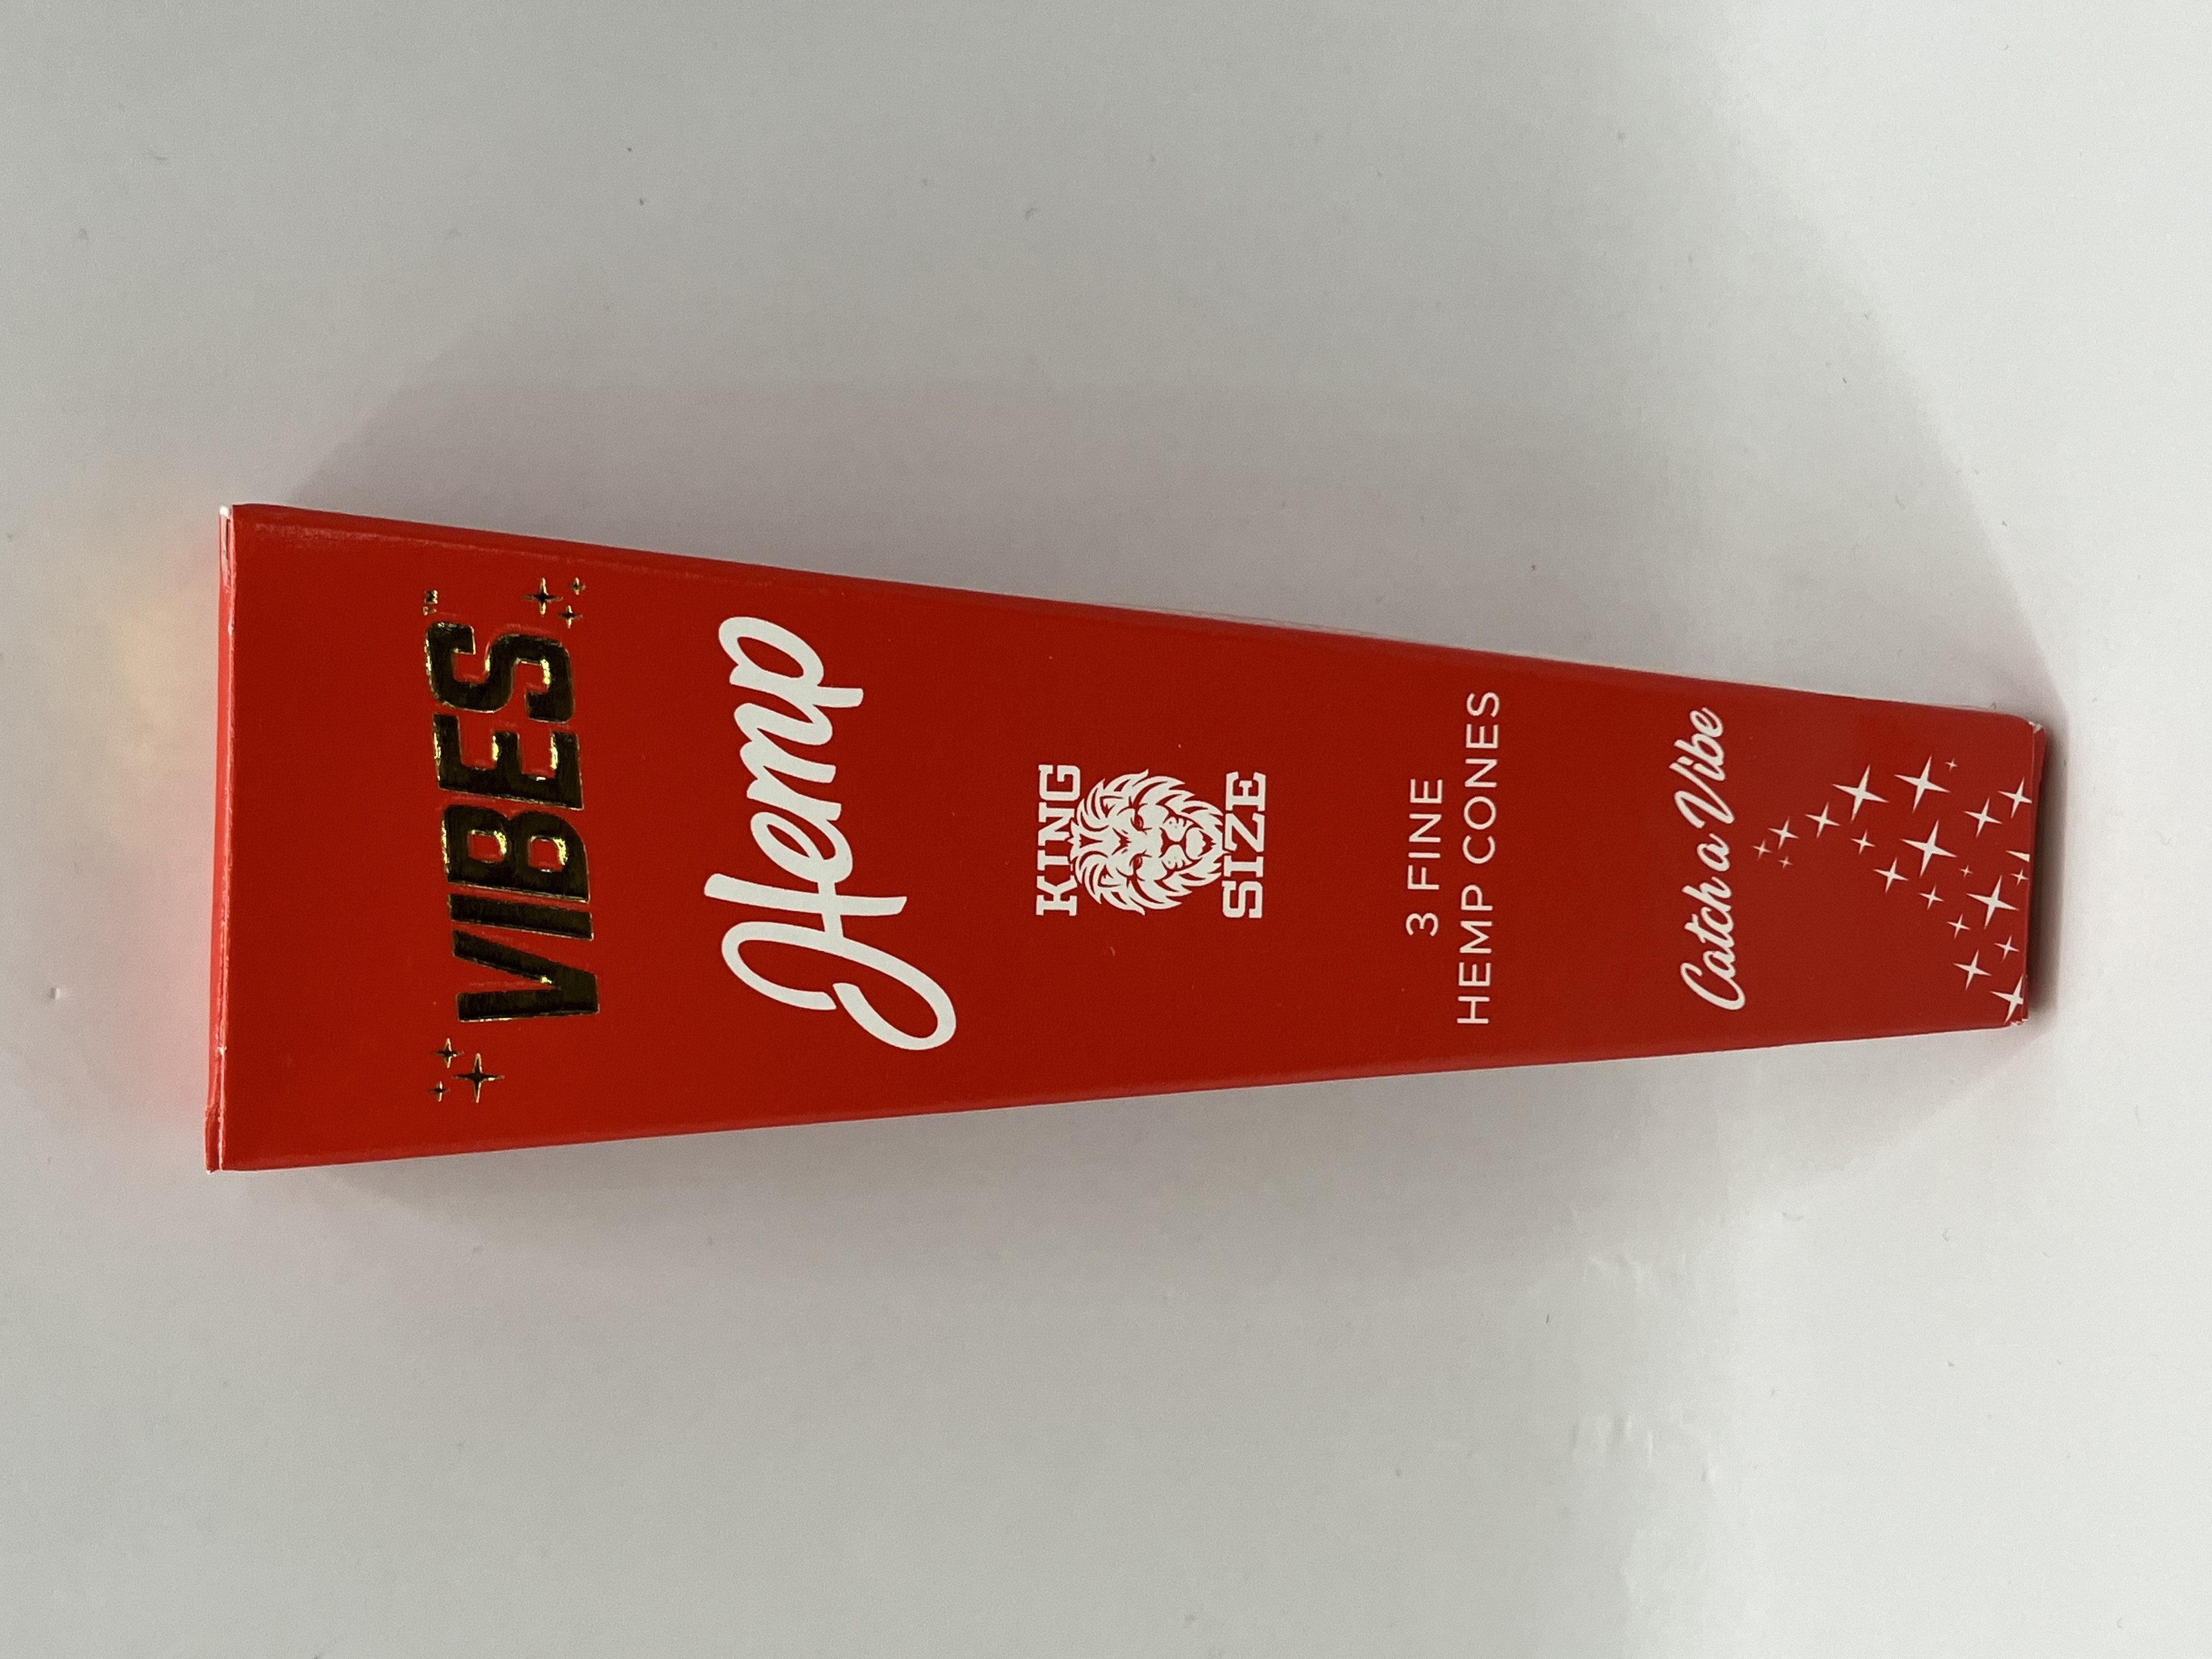 VIBES™
Hemp
KING
SIZE
3 FINE
HEMP CONES
Catch a Vibe